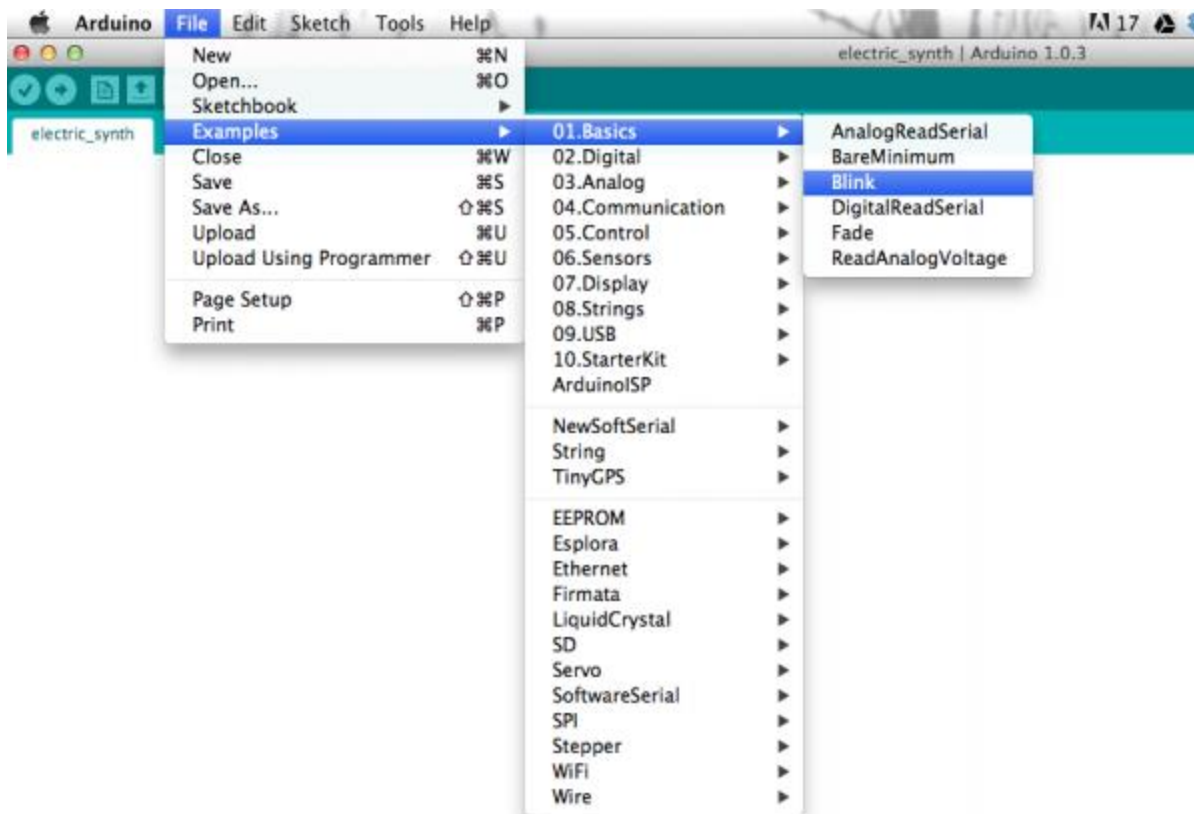 Arduino File Edit Sketch Tools Help 17
electric_synth | Arduino 1.0.3
electric_synth
New ⌘N
Open... ⌘O
Sketchbook
Examples
Close ⌘W
Save ⌘S
Save As... ⇧⌘S
Upload ⌘U
Upload Using Programmer ⇧⌘U
Page Setup ⇧⌘P
Print ⌘P
01.Basics
02.Digital
03.Analog
04.Communication
05.Control
06.Sensors
07.Display
08.Strings
09.USB
10.StarterKit
ArduinoISP
NewSoftSerial
String
TinyGPS
EEPROM
Esplora
Ethernet
Firmata
LiquidCrystal
SD
Servo
SoftwareSerial
SPI
Stepper
WiFi
Wire
AnalogReadSerial
BareMinimum
Blink
DigitalReadSerial
Fade
ReadAnalogVoltage